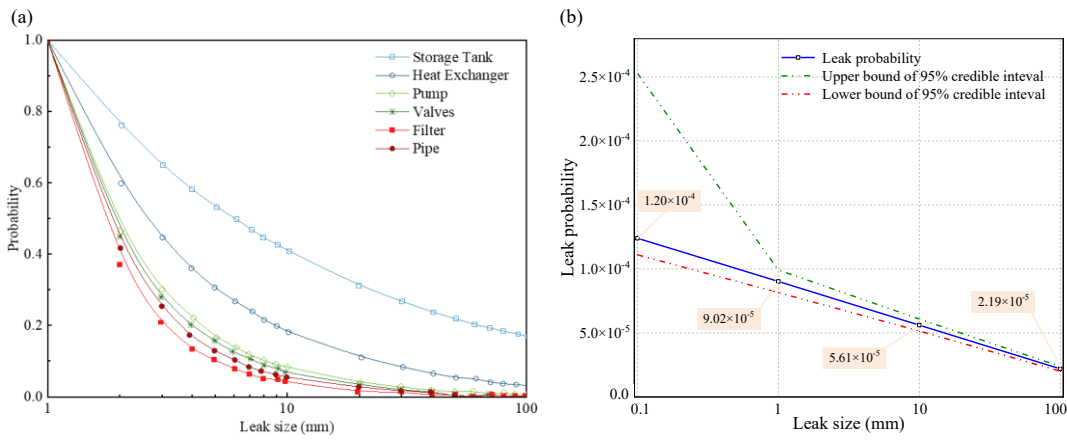 (a)
1.0
0.8
0.6
0.4
0.2
0.0
Probability
1
10
100
Leak size (mm)
Storage Tank
Heat Exchanger
Pump
Valves
Filter
Pipe
(b)
2.5×10⁻⁴
2.0×10⁻⁴
1.5×10⁻⁴
1.0×10⁻⁴
5.0×10⁻⁵
0.0
Leak probability
0.1
1
10
100
Leak size (mm)
Leak probability
Upper bound of 95% credible inteval
Lower bound of 95% credible inteval
1.20×10⁻⁴
9.02×10⁻⁵
5.61×10⁻⁵
2.19×10⁻⁵